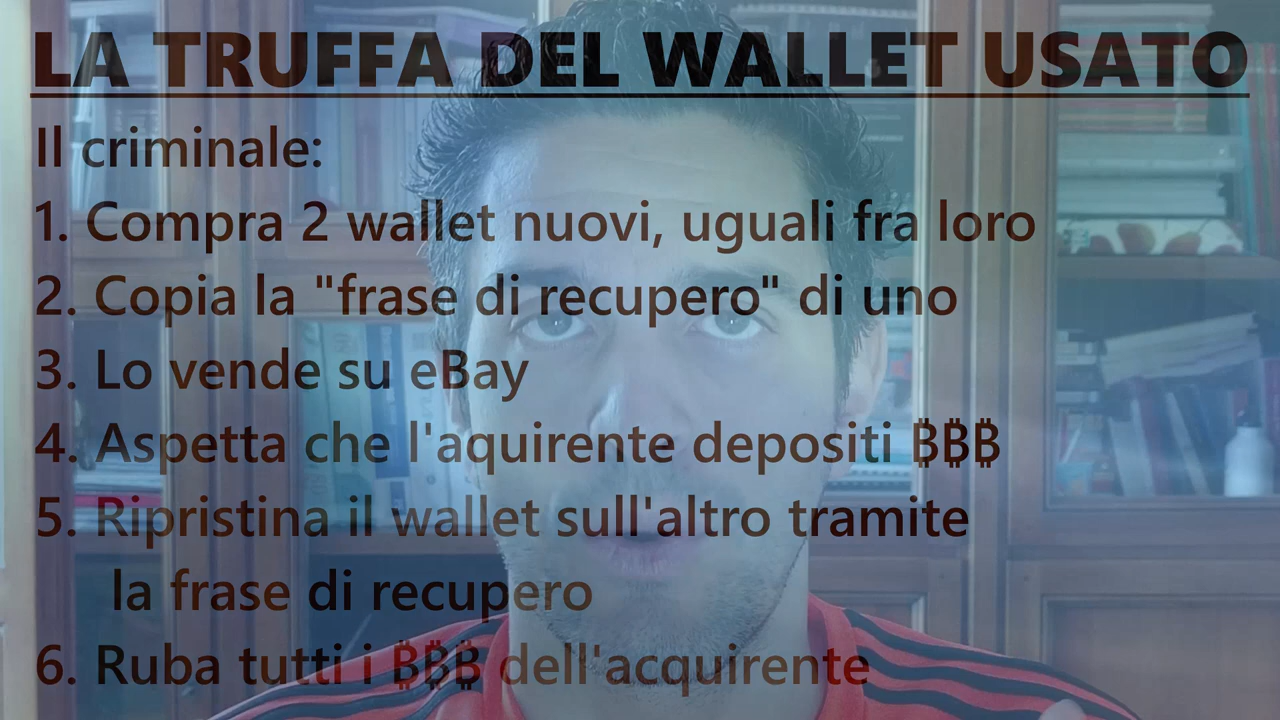 LA TRUFFA DEL WALLET USATO
Il criminale:
1. Compra 2 wallet nuovi, uguali fra loro
2. Copia la "frase di recupero" di uno
3. Lo vende su eBay
4. Aspetta che l'aquirente depositi ₿₿₿
5. Ripristina il wallet sull'altro tramite
la frase di recupero
6. Ruba tutti i ₿₿₿ dell'acquirente